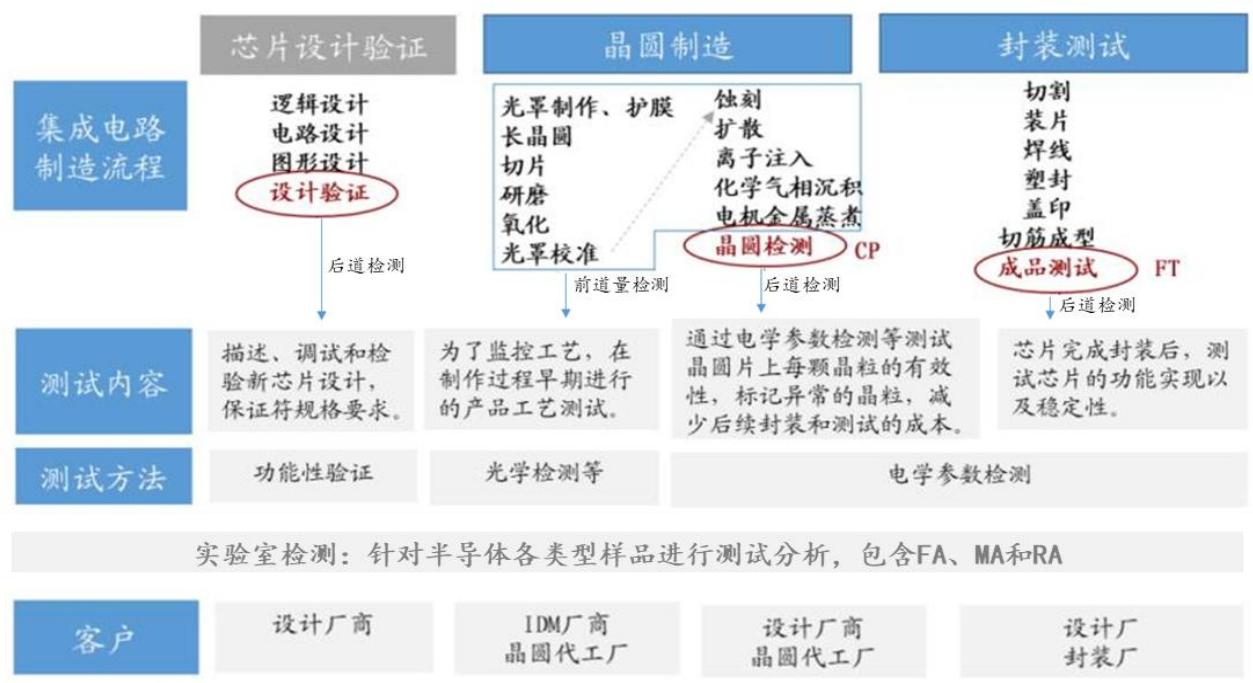 芯片设计验证
晶圆制造
封装测试
集成电路
制造流程
逻辑设计
电路设计
图形设计
设计验证
后道检测
光罩制作、护膜
长晶圆
切片
研磨
氧化
光罩校准
前道量检测
蚀刻
扩散
离子注入
化学气相沉积
电机金属蒸煮
晶圆检测
CP
后道检测
切割
装片
焊线
塑封
盖印
切筋成型
成品测试
FT
后道检测
测试内容
描述、调试和检
验新芯片设计，
保证符规格要求。
为了监控工艺，在
制作过程早期进行
的产品工艺测试。
通过电学参数检测等测试
晶圆片上每颗晶粒的有效
性，标记异常的晶粒，减
少后续封装和测试的成本。
芯片完成封装后，测
试芯片的功能实现以
及稳定性。
测试方法
功能性验证
光学检测等
电学参数检测
实验室检测：针对半导体各类型样品进行测试分析，包含FA、MA和RA
客户
设计厂商
IDM厂商
晶圆代工厂
设计厂商
晶圆代工厂
设计厂
封装厂